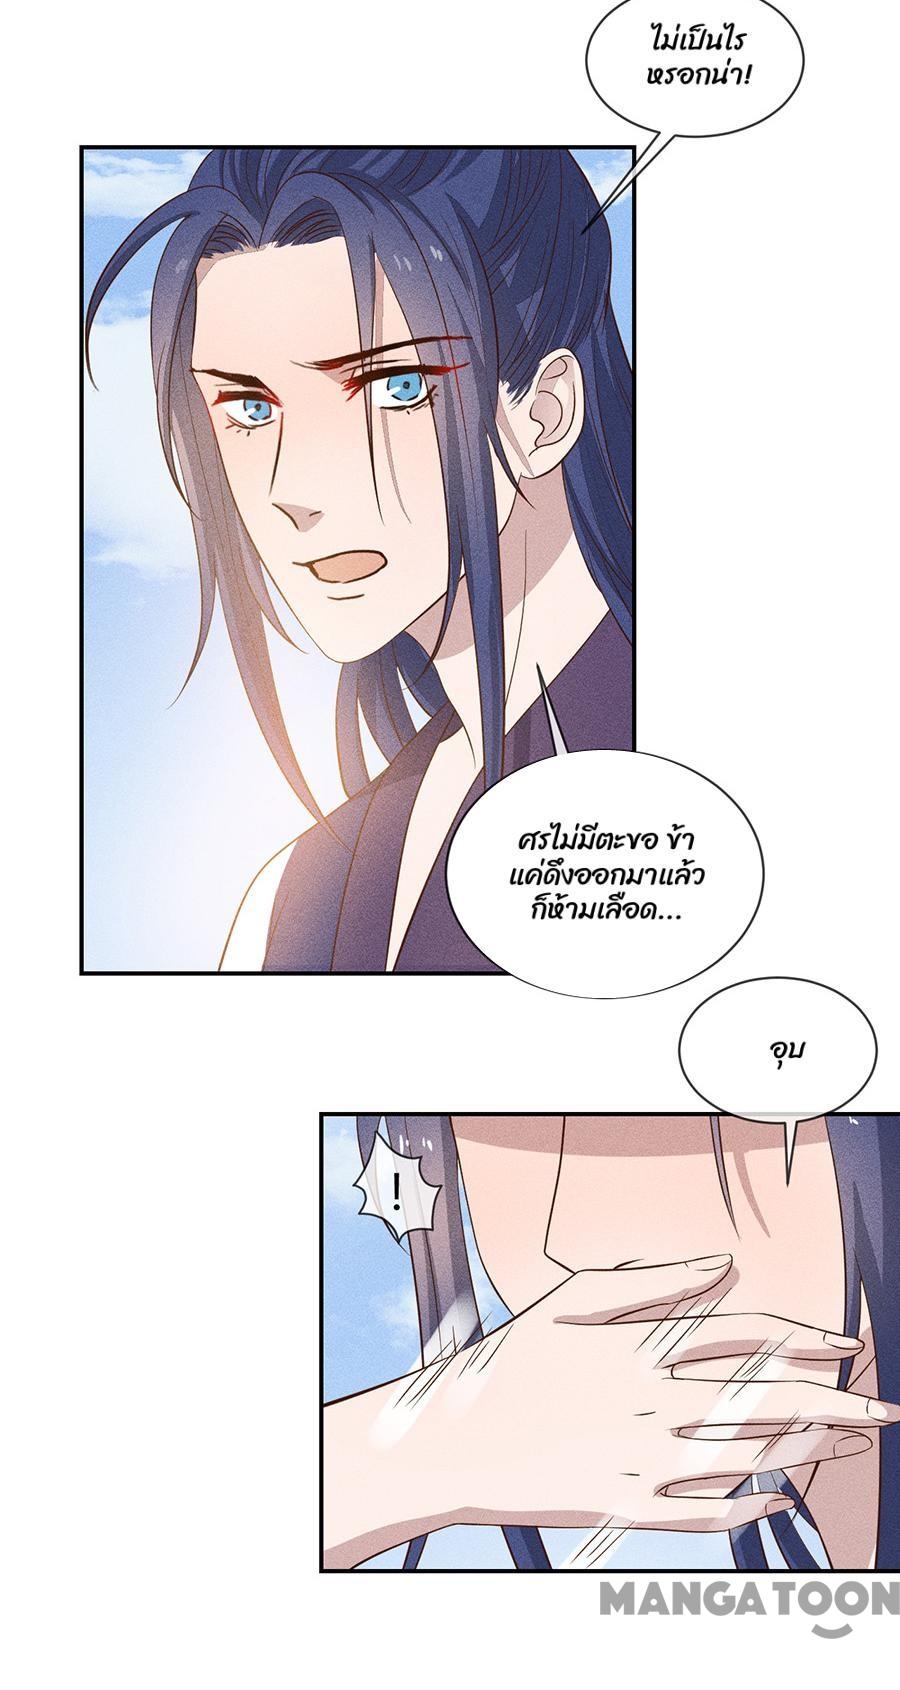 ไม่เป็นไร
หรอกน่า!
ศรไม่มีตะขอ ข้า
แค่ดึงออกมาแล้ว
ก็ห้ามเลือด...
อุบ
!
MANGATOON